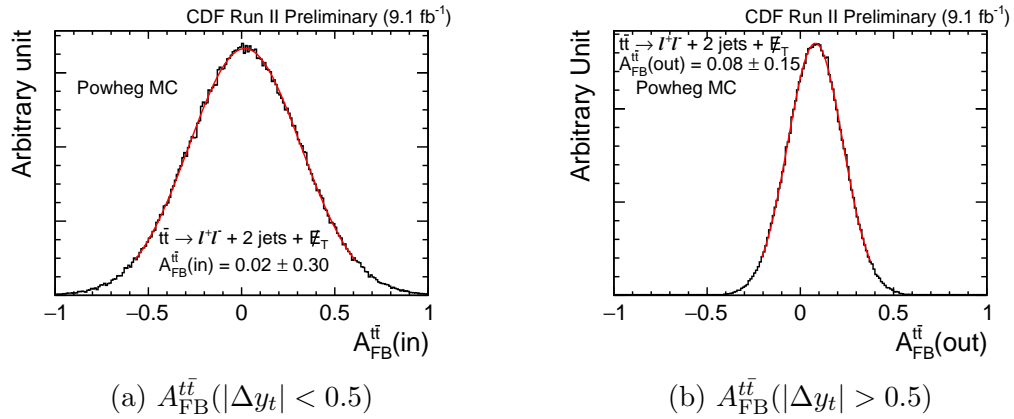 CDF Run II Preliminary (9.1 fb⁻¹)
Arbitrary unit
Powheg MC
tt̄ → l⁺l⁻ + 2 jets + E̸_T
A_FB^tt̄(in) = 0.02 ± 0.30
−1 −0.5 0 0.5 1
A_FB^tt̄(in)
(a) A_FB^tt̄(|Δy_t| < 0.5)
CDF Run II Preliminary (9.1 fb⁻¹)
Arbitrary Unit
tt̄ → l⁺l⁻ + 2 jets + E̸_T
A_FB^tt̄(out) = 0.08 ± 0.15
Powheg MC
−1 −0.5 0 0.5 1
A_FB^tt̄(out)
(b) A_FB^tt̄(|Δy_t| > 0.5)